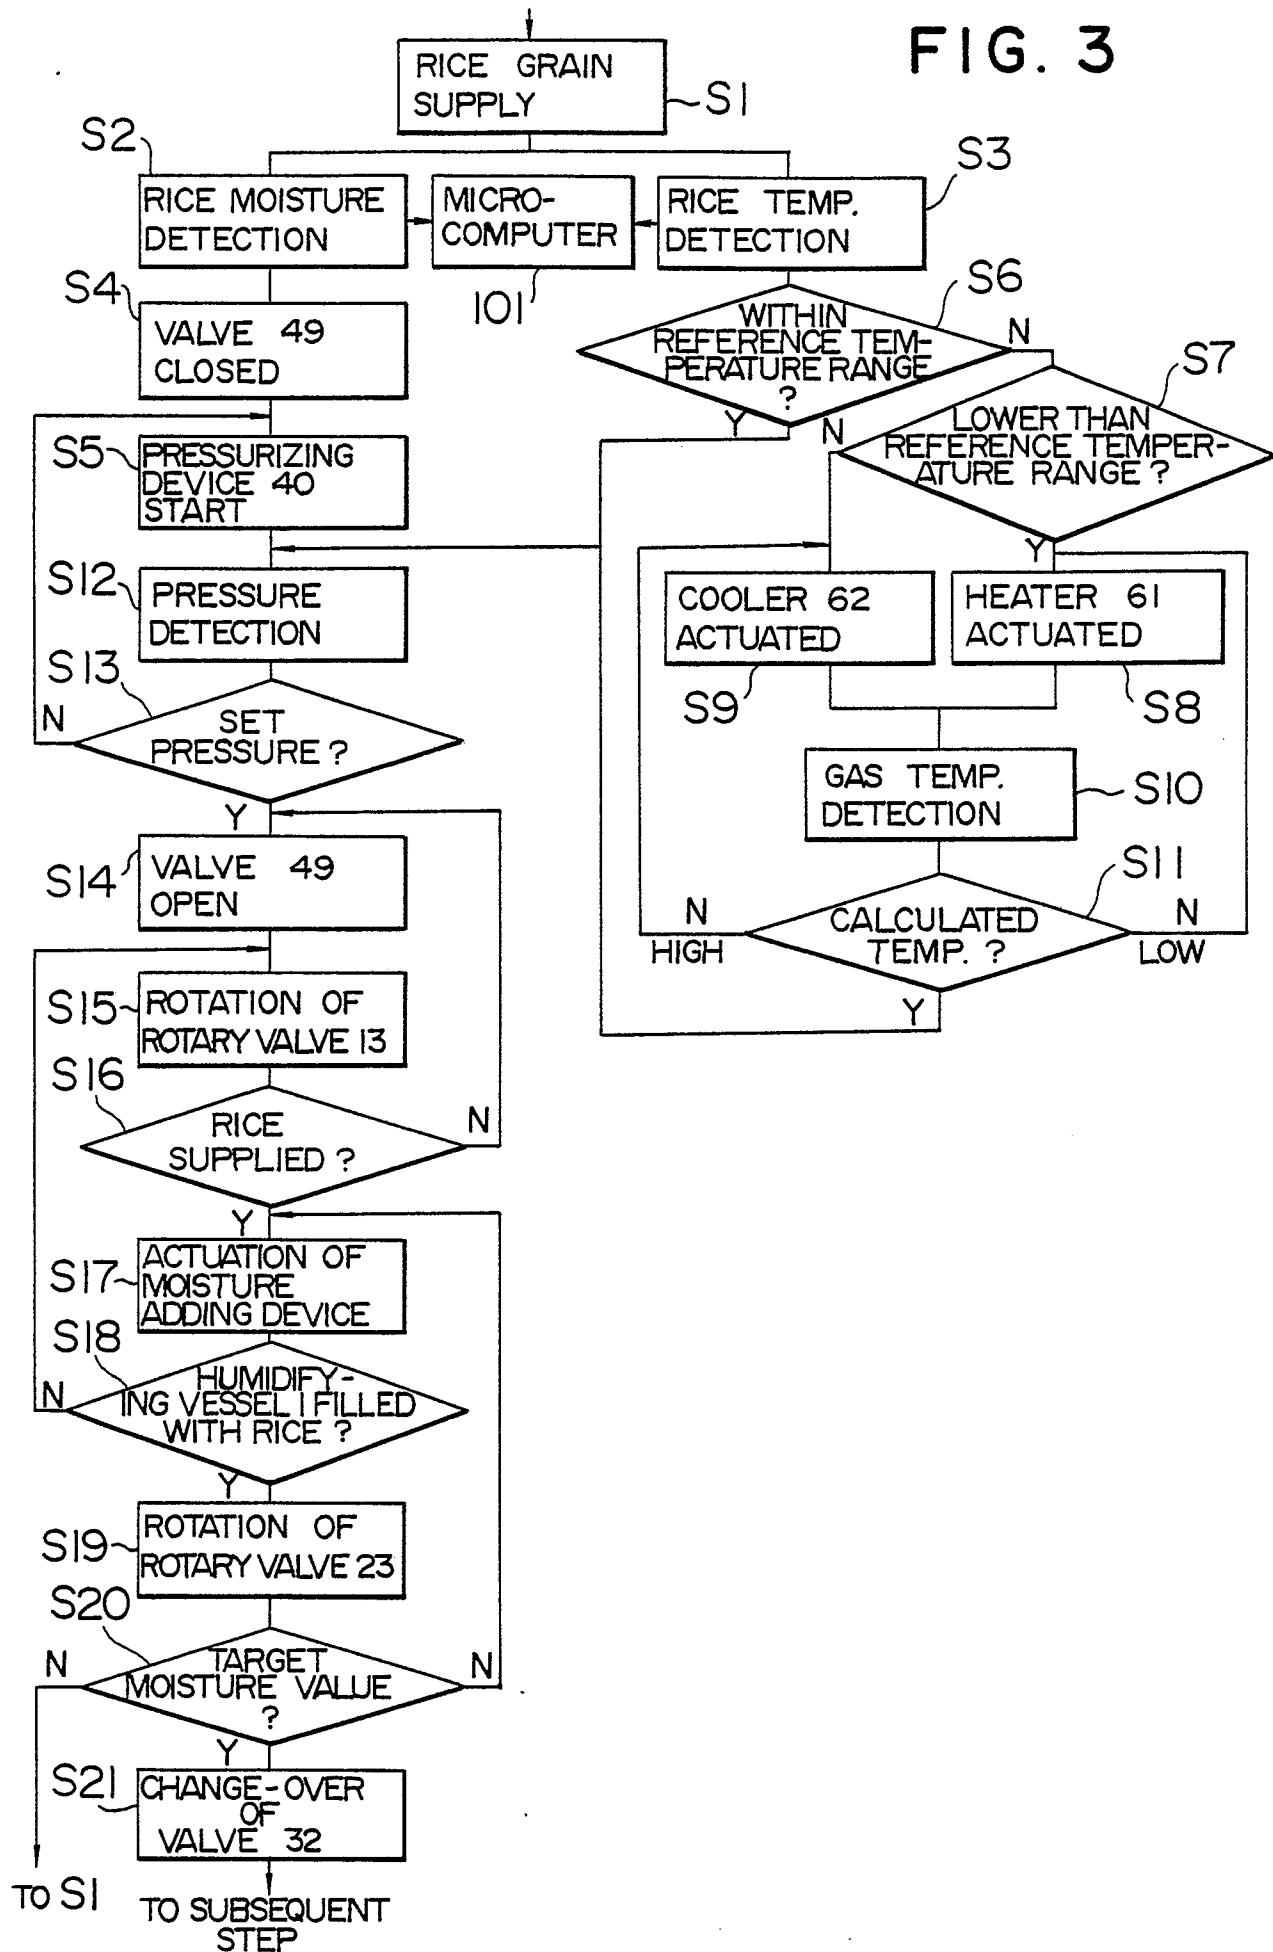 FIG. 3
RICE GRAIN
SUPPLY
S1
S2
RICE MOISTURE
DETECTION
MICRO-
COMPUTER
101
S3
RICE TEMP.
DETECTION
S4
VALVE 49
CLOSED
S6
WITHIN
REFERENCE TEM-
PERATURE RANGE
?
N
Y
S7
LOWER THAN
REFERENCE TEMPER-
ATURE RANGE ?
N
Y
S5
PRESSURIZING
DEVICE 40
START
S12
PRESSURE
DETECTION
COOLER 62
ACTUATED
S9
HEATER 61
ACTUATED
S8
S13
SET
PRESSURE ?
N
Y
GAS TEMP.
DETECTION
S10
S14
VALVE 49
OPEN
S11
CALCULATED
TEMP. ?
N
HIGH
N
LOW
Y
S15
ROTATION OF
ROTARY VALVE 13
S16
RICE
SUPPLIED ?
N
Y
S17
ACTUATION OF
MOISTURE
ADDING DEVICE
S18
HUMIDIFY-
ING VESSEL 1 FILLED
WITH RICE ?
N
Y
S19
ROTATION OF
ROTARY VALVE 23
S20
TARGET
MOISTURE VALUE
?
N
N
Y
S21
CHANGE-OVER
OF
VALVE 32
TO S1
TO SUBSEQUENT
STEP